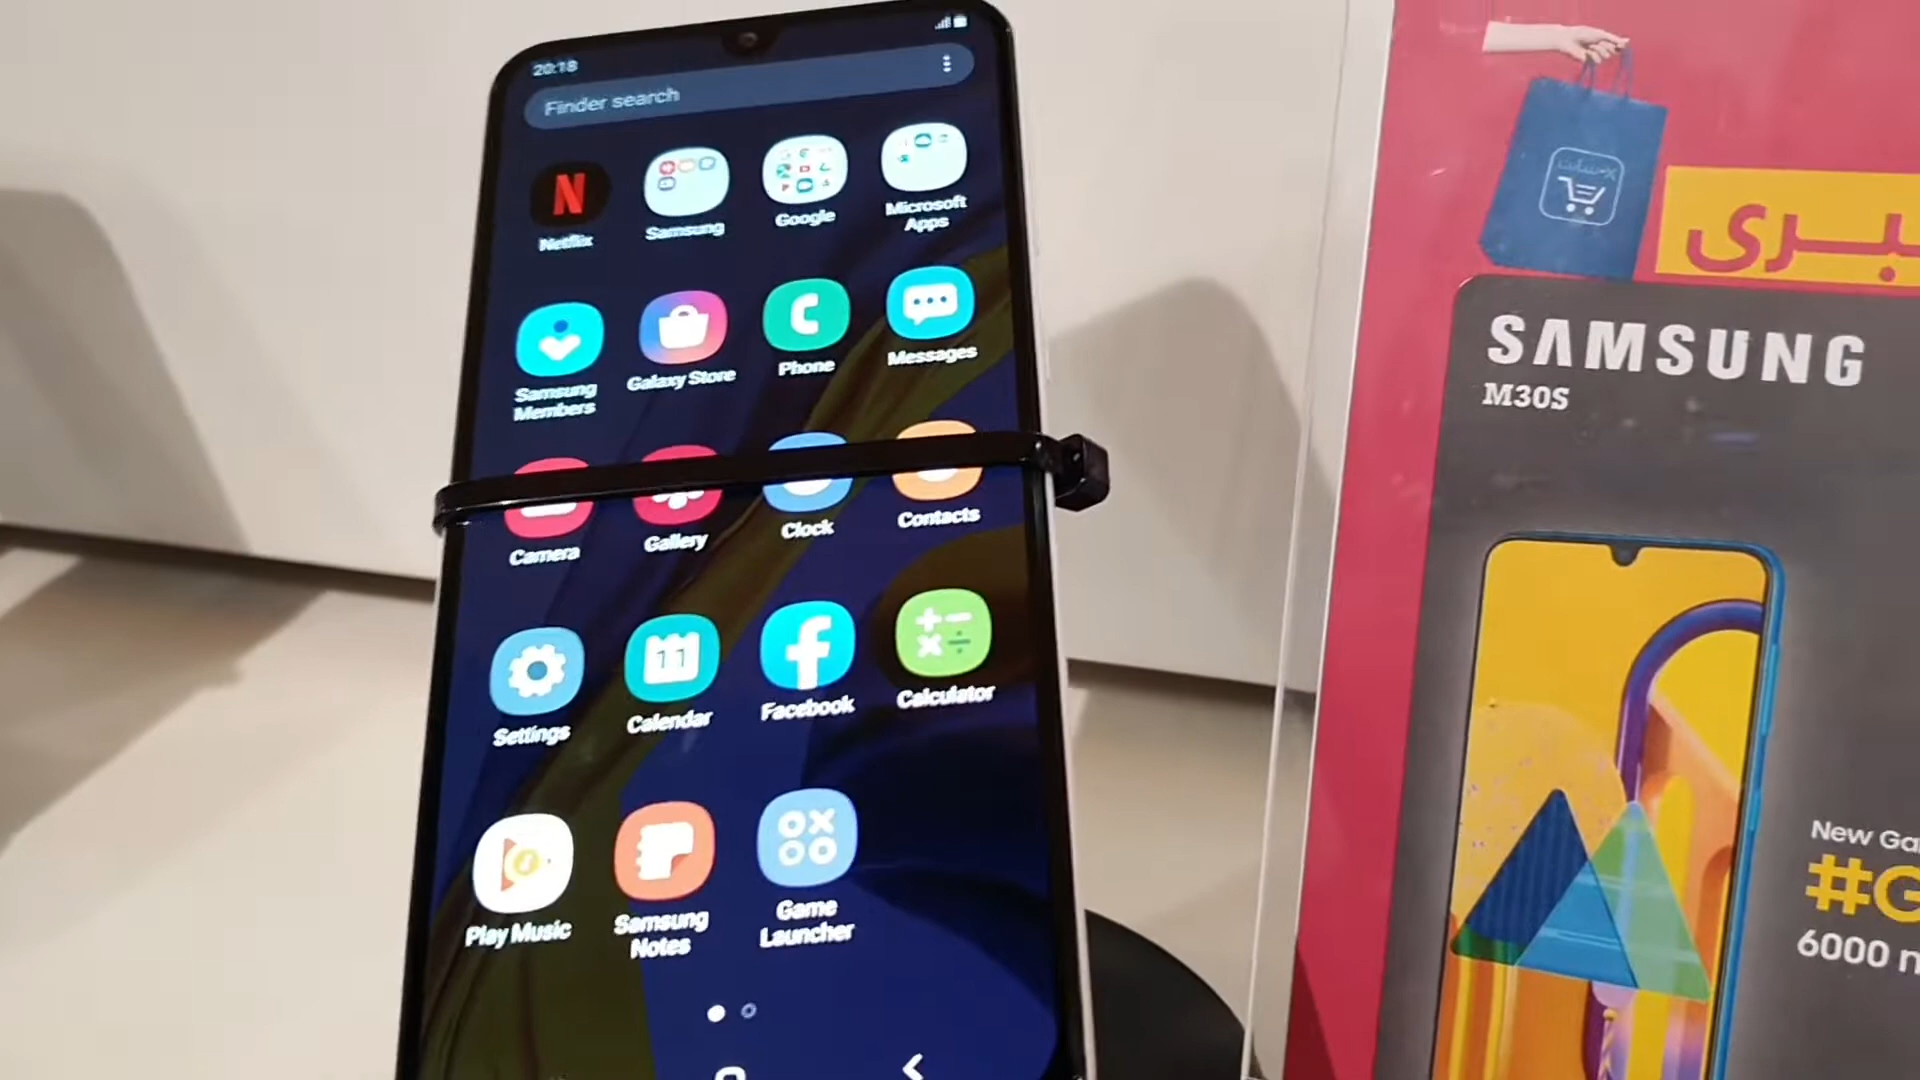 20:18
Finder search
Netflix
Samsung
Google
Microsoft
Apps
Samsung
Members
Galaxy Store
Phone
Messages
Camera
Gallery
Clock
Contacts
Settings
11
Calendar
Facebook
Calculator
Play Music
Samsung
Notes
Game
Launcher
SAMSUNG
M30S
New Ga
#G
6000 m